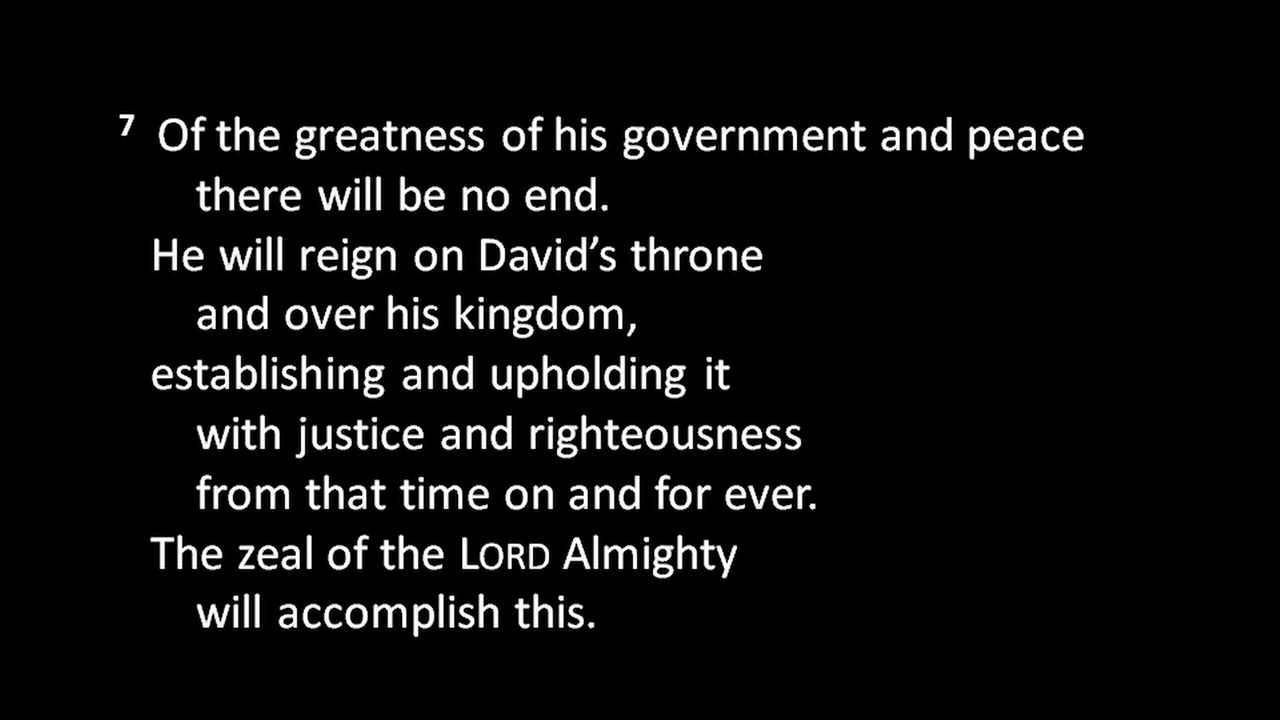 7 Of the greatness of his government and peace
there will be no end.
He will reign on David’s throne
and over his kingdom,
establishing and upholding it
with justice and righteousness
from that time on and for ever.
The zeal of the LORD Almighty
will accomplish this.